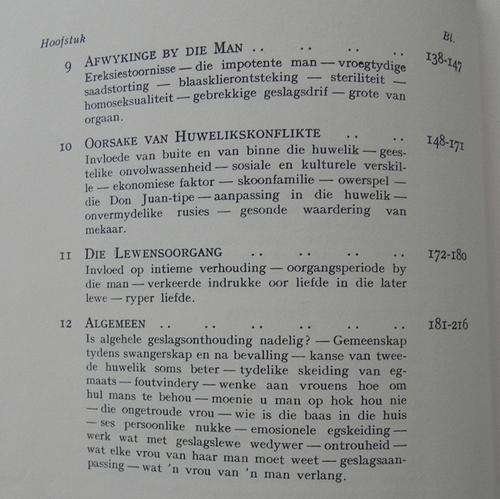 Hoofstuk Bl.
9 AFWYKINGE BY DIE MAN .. .. .. .. 138-147
Ereksiestoornisse — die impotente man — vroegtydige
saadstorting — blaasklierontsteking — steriliteit —
homoseksualiteit — gebrekkige geslagsdrif — grote van
orgaan.
10 OORSAKE VAN HUWELIKSKONFLIKTE .. .. 148-171
Invloede van buite en van binne die huwelik — gees-
telike onvolwassenheid — sosiale en kulturele verskil-
le — ekonomiese faktor — skoonfamilie — owerspel —
die Don Juan-tipe — aanpassing in die huwelik —
onvermydelike rusies — gesonde waardering van
mekaar.
11 DIE LEWENSOORGANG .. .. .. .. 172-180
Invloed op intieme verhouding — oorgangsperiode by
die man — verkeerde indrukke oor liefde in die later
lewe — ryper liefde.
12 ALGEMEEN .. .. .. .. .. .. .. 181-216
Is algehele geslagsonthouding nadelig? — Gemeenskap
tydens swangerskap en na bevalling — kanse van twee-
de huwelik soms beter — tydelike skeiding van eg-
maats — foutvindery — wenke aan vrouens hoe om
hul mans te behou — moenie u man op hok hou nie
— die ongetroude vrou — wie is die baas in die huis
— ses persoonlike nukke — emosionele egskeiding —
werk wat met geslagslewe wedywer — ontrouheid —
wat elke vrou van haar man moet weet — geslagsaan-
passing — wat 'n vrou van 'n man verlang.